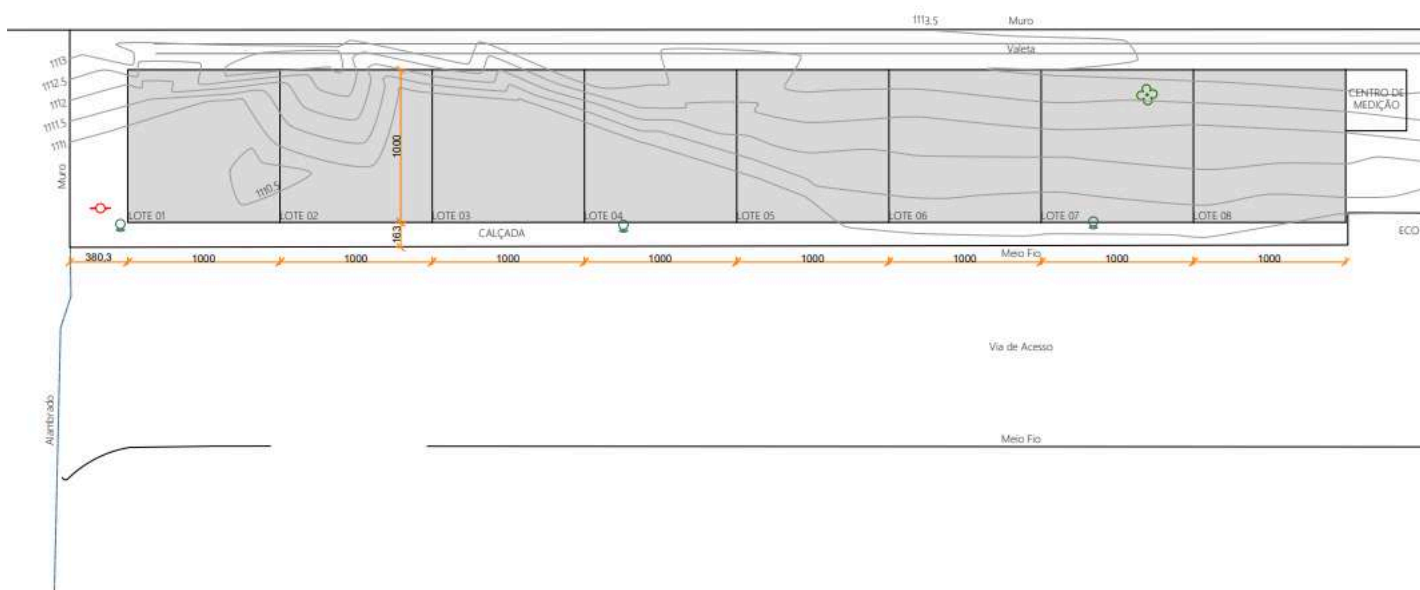 1113.5
Muro
Valeta
1113
1112.5
1112
1111.5
1111
CENTRO DE
MEDIÇÃO
1000
Muro
1110.5
LOTE 01
LOTE 02
LOTE 03
LOTE 04
LOTE 05
LOTE 06
LOTE 07
LOTE 08
163
CALÇADA
ECO
380,3
1000
1000
1000
1000
1000
1000
1000
1000
Meio Fio
Via de Acesso
Alambrado
Meio Fio